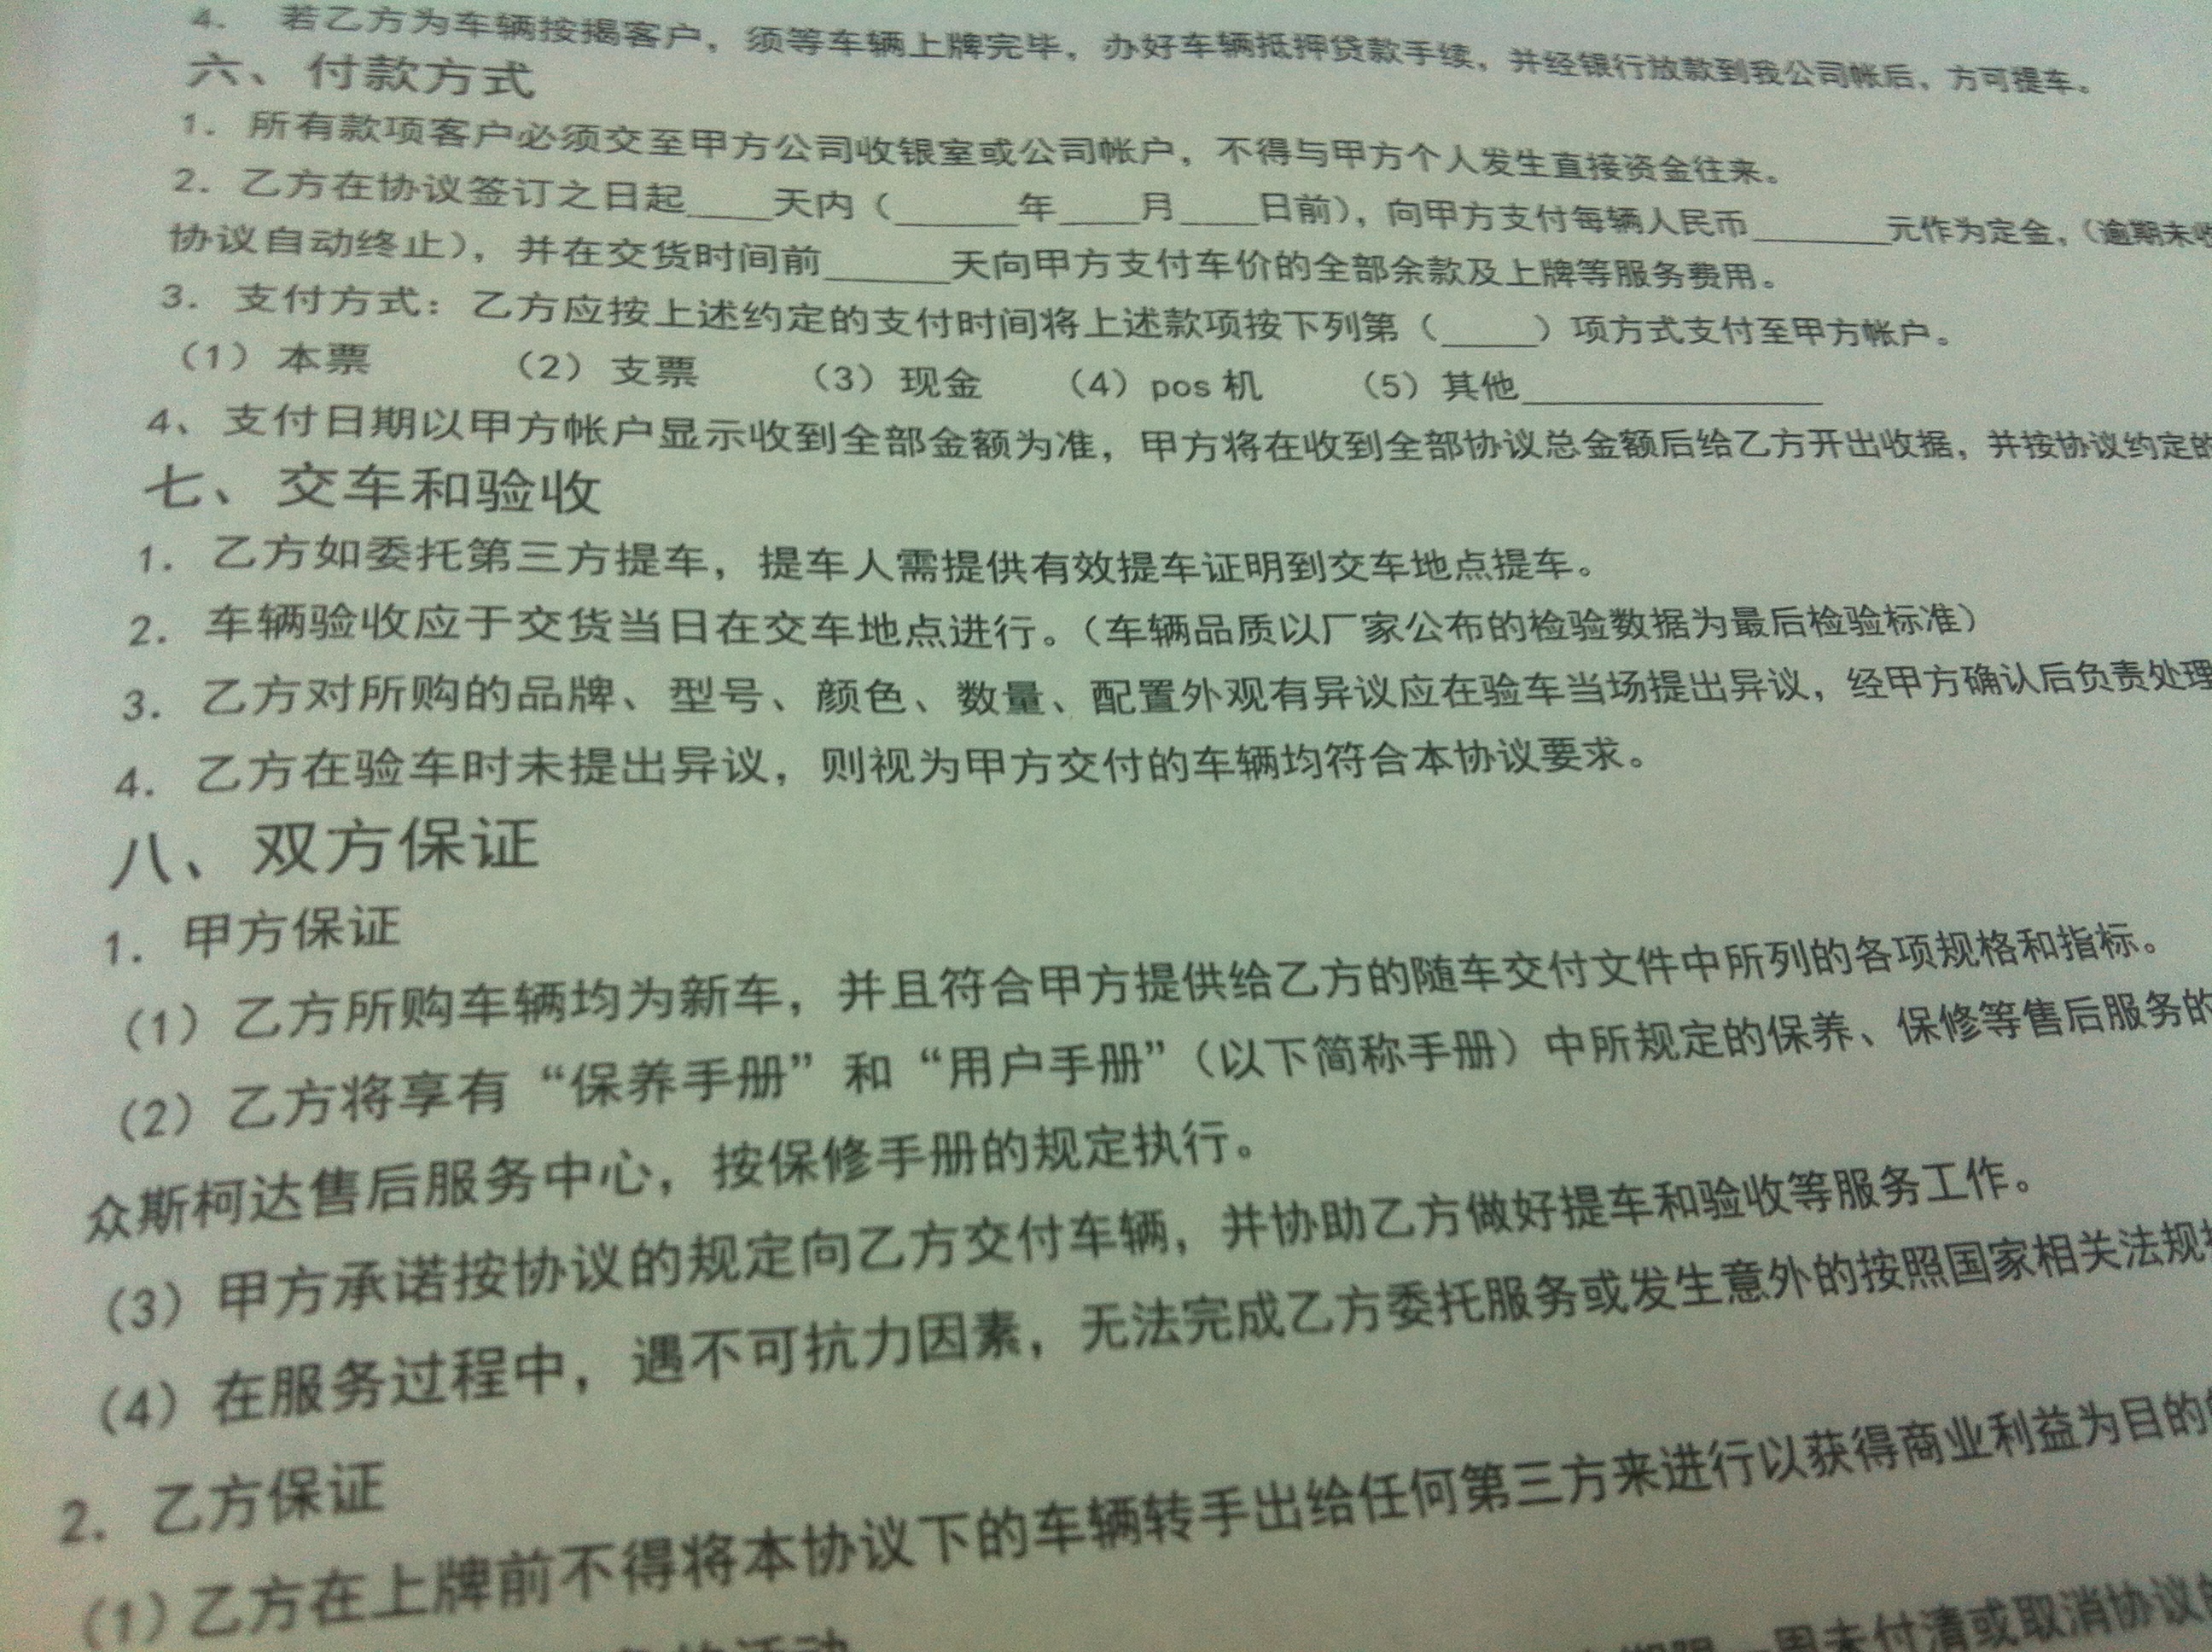 4. 若乙方为车辆按揭客户，须等车辆上牌完毕，办好车辆抵押贷款手续，并经银行放款到我公司帐后，方可提车。
六、付款方式
1. 所有款项客户必须交至甲方公司收银室或公司帐户，不得与甲方个人发生直接资金往来。
2. 乙方在协议签订之日起____天内（______年____月____日前），向甲方支付每辆人民币_______元作为定金，（逾期未
协议自动终止），并在交货时间前______天向甲方支付车价的全部余款及上牌等服务费用。
3. 支付方式：乙方应按上述约定的支付时间将上述款项按下列第（_____）项方式支付至甲方帐户。
（1）本票 （2）支票 （3）现金 （4）pos 机 （5）其他_______________
4、支付日期以甲方帐户显示收到全部金额为准，甲方将在收到全部协议总金额后给乙方开出收据，并按协议约定的
七、交车和验收
1. 乙方如委托第三方提车，提车人需提供有效提车证明到交车地点提车。
2. 车辆验收应于交货当日在交车地点进行。（车辆品质以厂家公布的检验数据为最后检验标准）
3. 乙方对所购的品牌、型号、颜色、数量、配置外观有异议应在验车当场提出异议，经甲方确认后负责处理
4. 乙方在验车时未提出异议，则视为甲方交付的车辆均符合本协议要求。
八、双方保证
1. 甲方保证
（1）乙方所购车辆均为新车，并且符合甲方提供给乙方的随车交付文件中所列的各项规格和指标。
（2）乙方将享有“保养手册”和“用户手册”（以下简称手册）中所规定的保养、保修等售后服务的
众斯柯达售后服务中心，按保修手册的规定执行。
（3）甲方承诺按协议的规定向乙方交付车辆，并协助乙方做好提车和验收等服务工作。
（4）在服务过程中，遇不可抗力因素，无法完成乙方委托服务或发生意外的按照国家相关法规
2. 乙方保证
（1）乙方在上牌前不得将本协议下的车辆转手出给任何第三方来进行以获得商业利益为目的的
的活动 一周未付清或取消协议